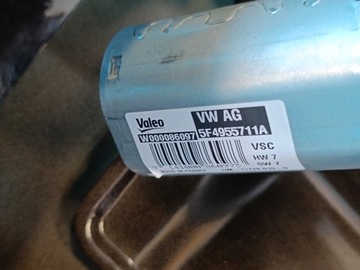 Valeo
VW AG
W000086097
5F4955711A
VSC
HW 7
SW 7